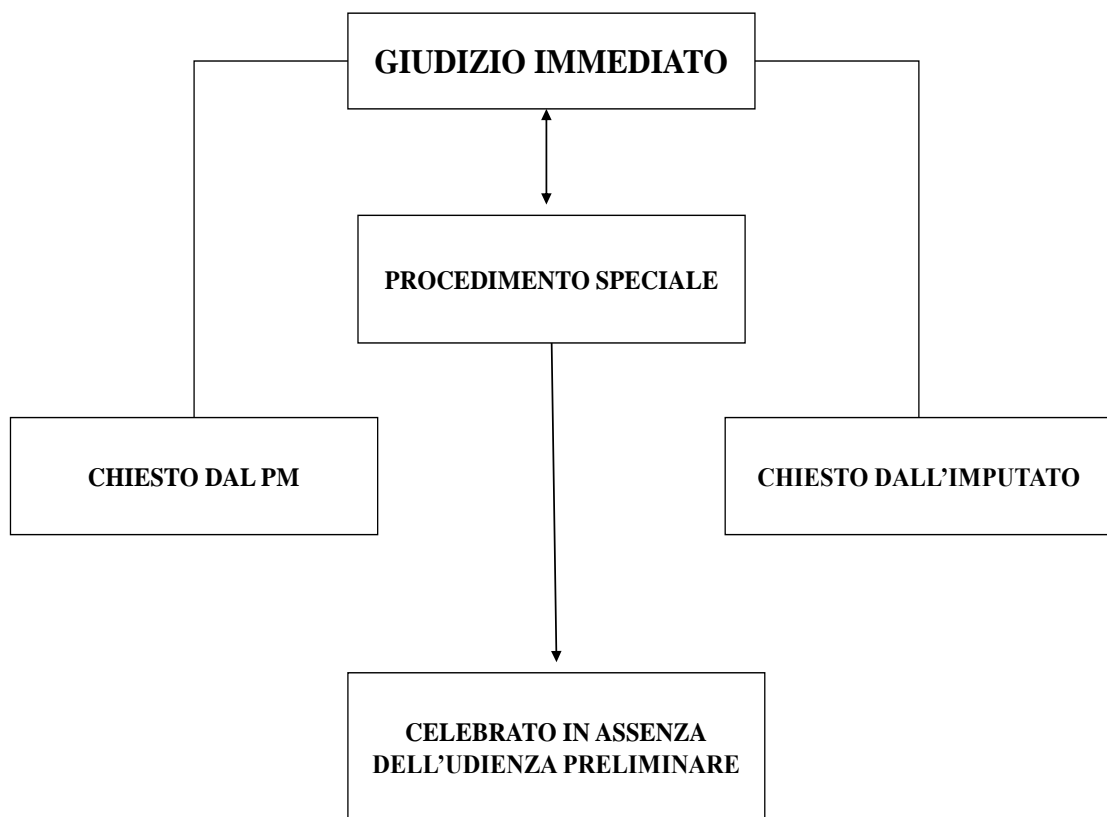 GIUDIZIO IMMEDIATO
PROCEDIMENTO SPECIALE
CHIESTO DAL PM
CHIESTO DALL’IMPUTATO
CELEBRATO IN ASSENZA
DELL’UDIENZA PRELIMINARE